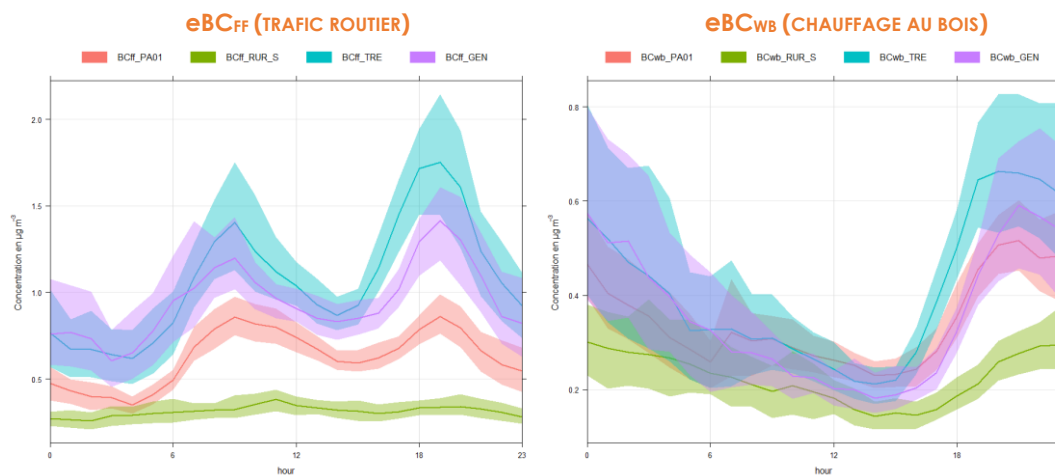 eBCFF (TRAFIC ROUTIER)
BCff_PA01 BCff_RUR_S BCff_TRE BCff_GEN
Concentration en µg m⁻³
2.0
1.5
1.0
0.5
0 6 12 18 23
hour
eBCWB (CHAUFFAGE AU BOIS)
BCwb_PA01 BCwb_RUR_S BCwb_TRE BCwb_GEN
Concentration en µg m⁻³
0.8
0.6
0.4
0.2
0 6 12 18
hour